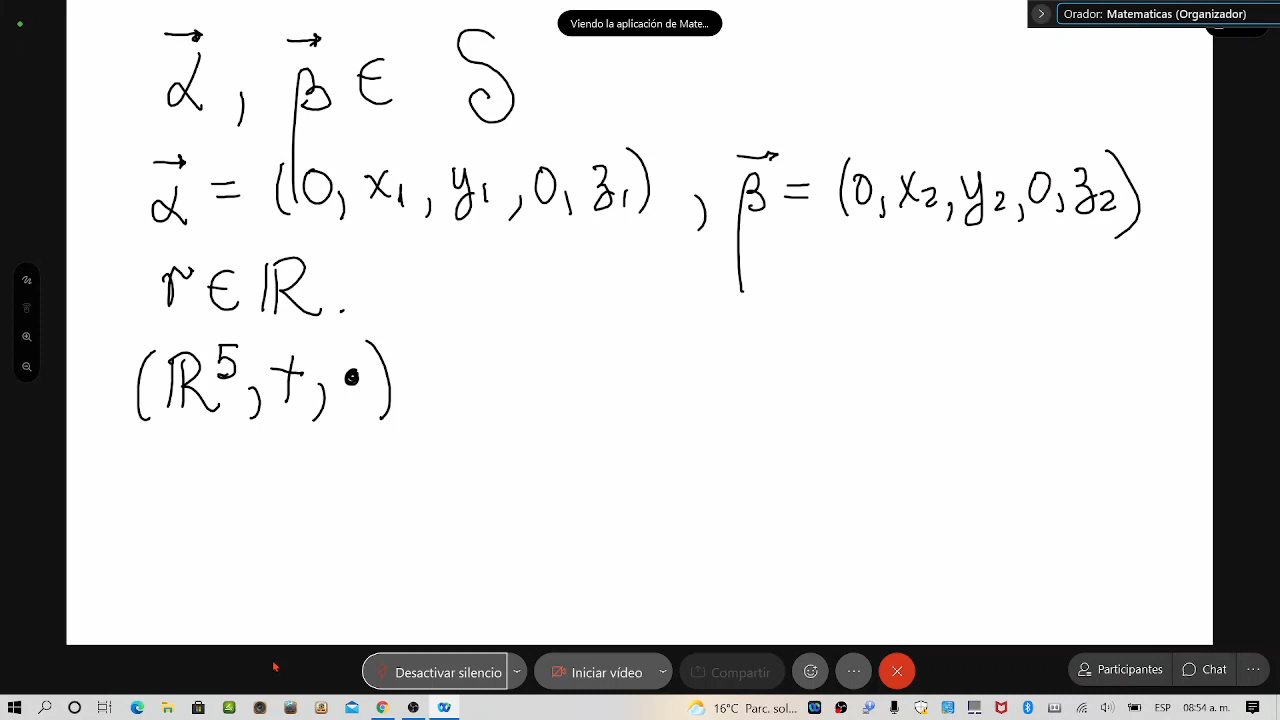 Viendo la aplicación de Mate...
Orador: Matematicas (Organizador)
α⃗, β⃗ ∈ S
α⃗ = (0, x₁, y₁, 0, z₁), β⃗ = (0, x₂, y₂, 0, z₂)
r ∈ ℝ.
(ℝ⁵, +, •)
Desactivar silencio
Iniciar vídeo
Compartir
Participantes
Chat
16°C Parc. sol...
ESP
08:54 a. m.